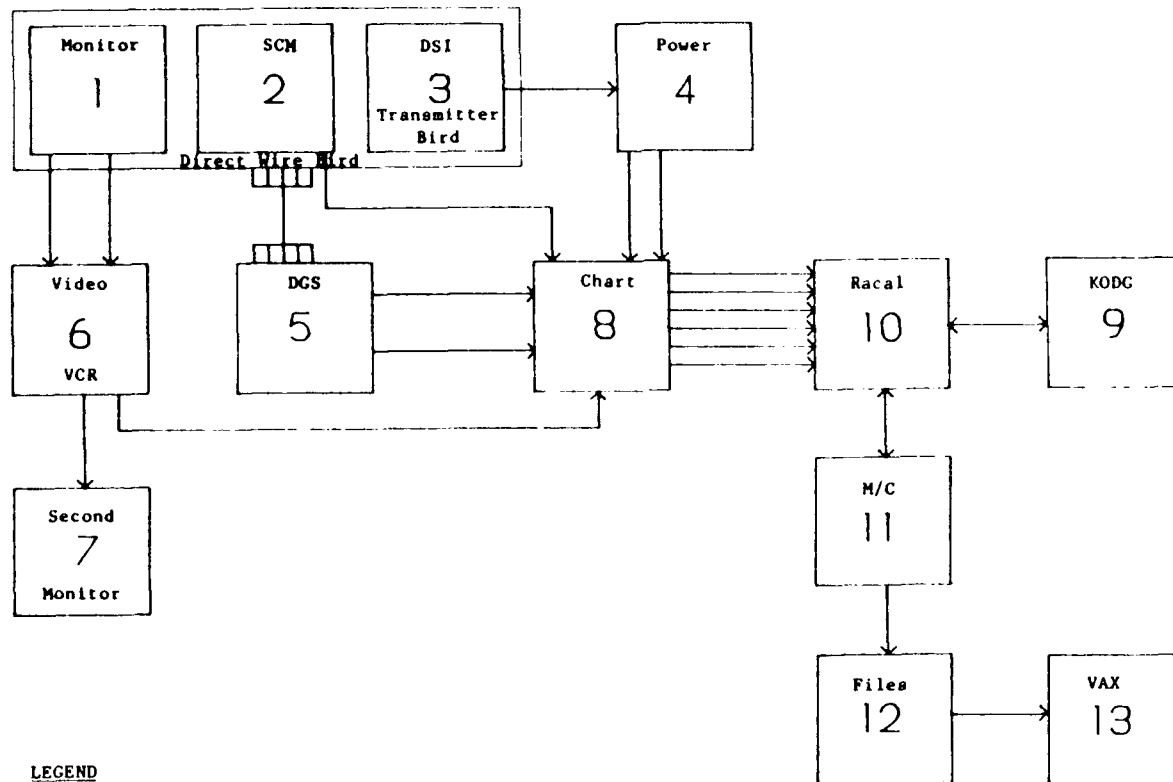 Monitor
1
SCM
2
DSI
3
Transmitter
Bird
Power
4
Direct Wire Bird
Video
6
VCR
DGS
5
Chart
8
Racal
10
KODG
9
Second
7
Monitor
M/C
11
Files
12
VAX
13
LEGEND